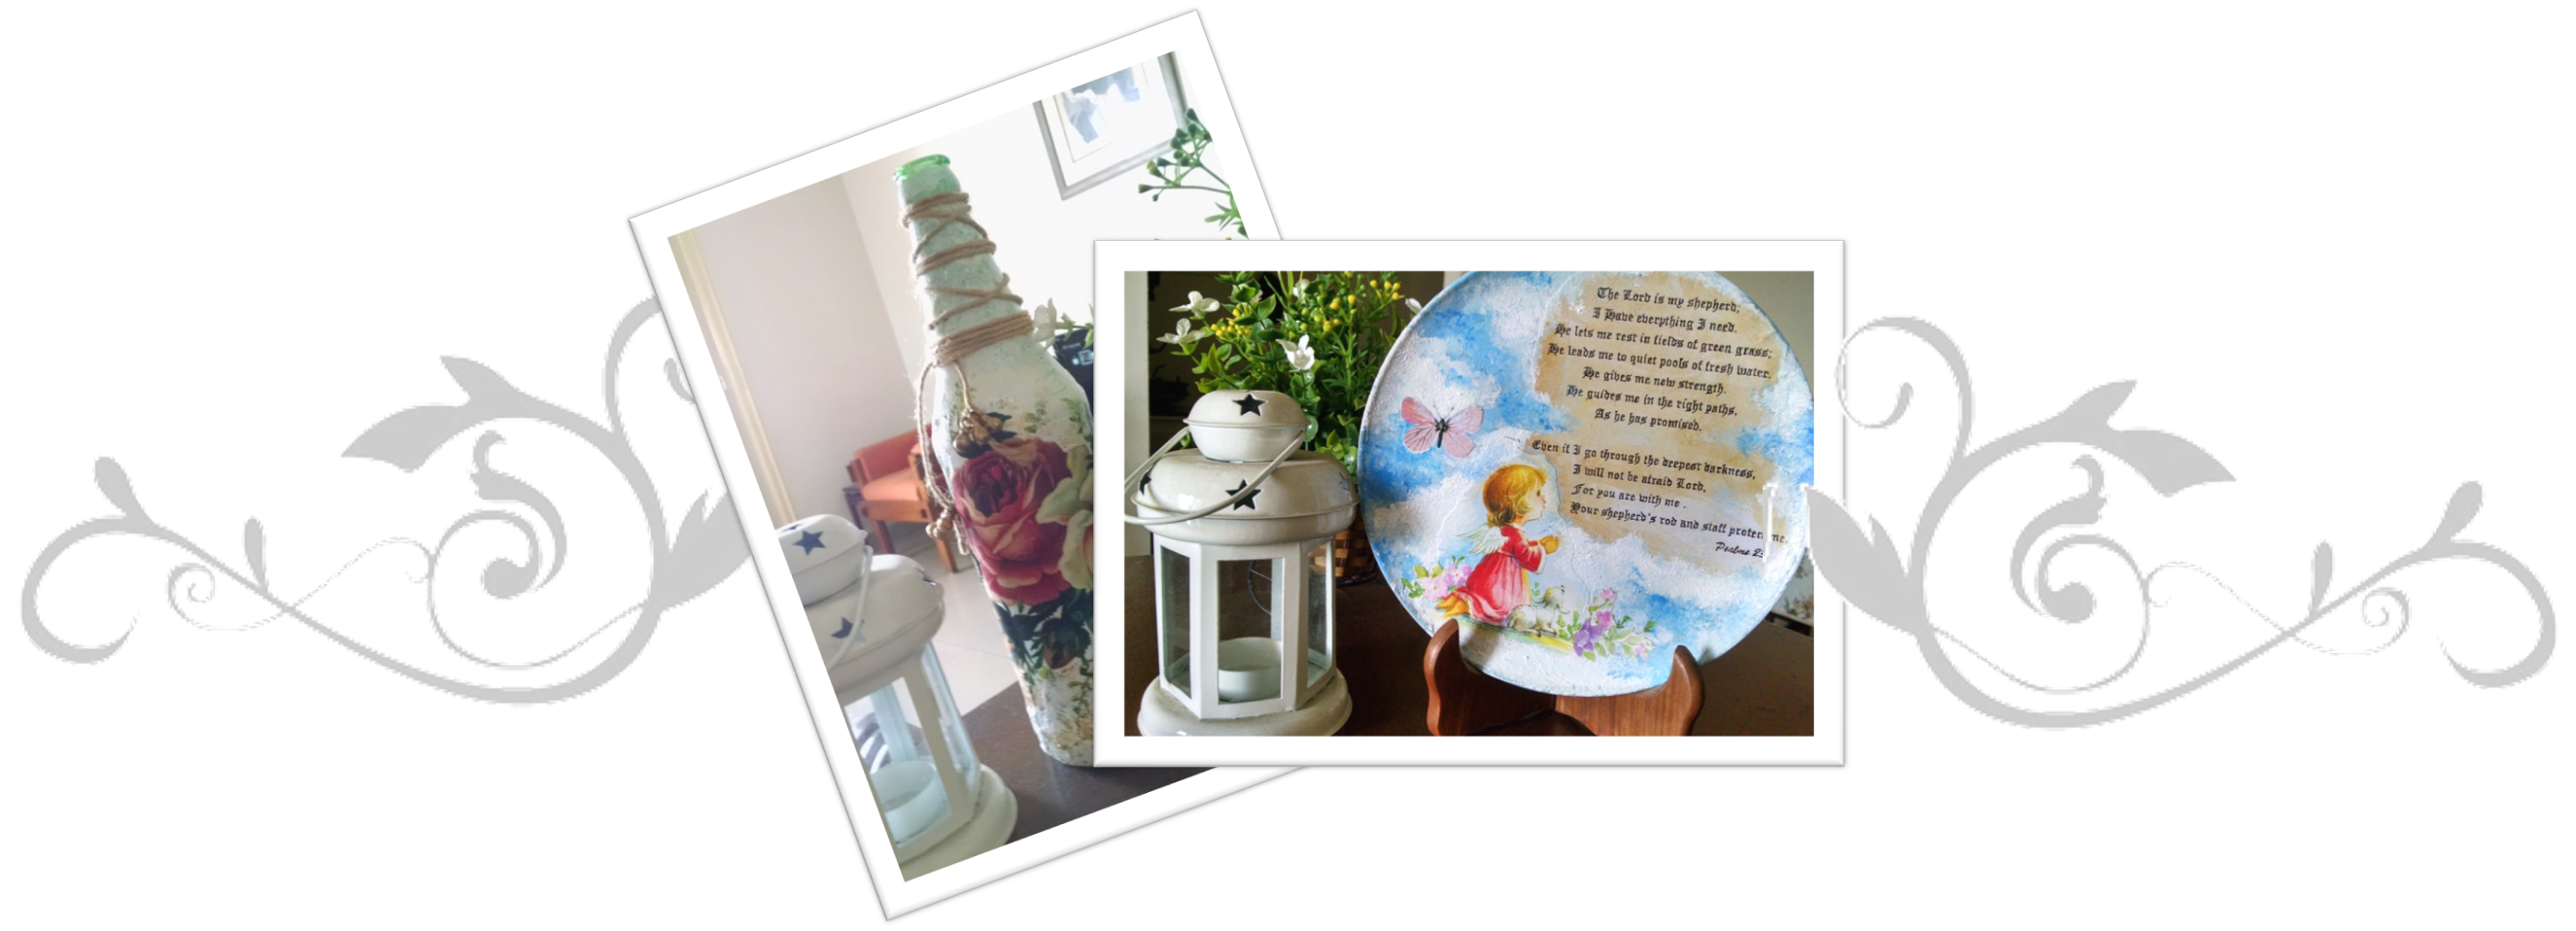 The Lord is my shepherd;
I have everything I need.
He lets me rest in fields of green grass;
He leads me to quiet pools of fresh water.
He gives me new strength.
He guides me in the right paths,
As he has promised.
Even if I go through the deepest darkness,
I will not be afraid Lord,
For you are with me .
Your shepherd's rod and staff protect me.
Psalms 23